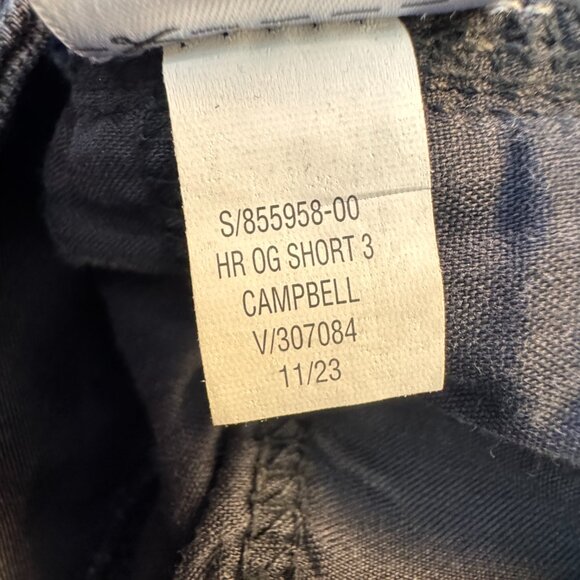 S/855958-00
HR OG SHORT 3
CAMPBELL
V/307084
11/23